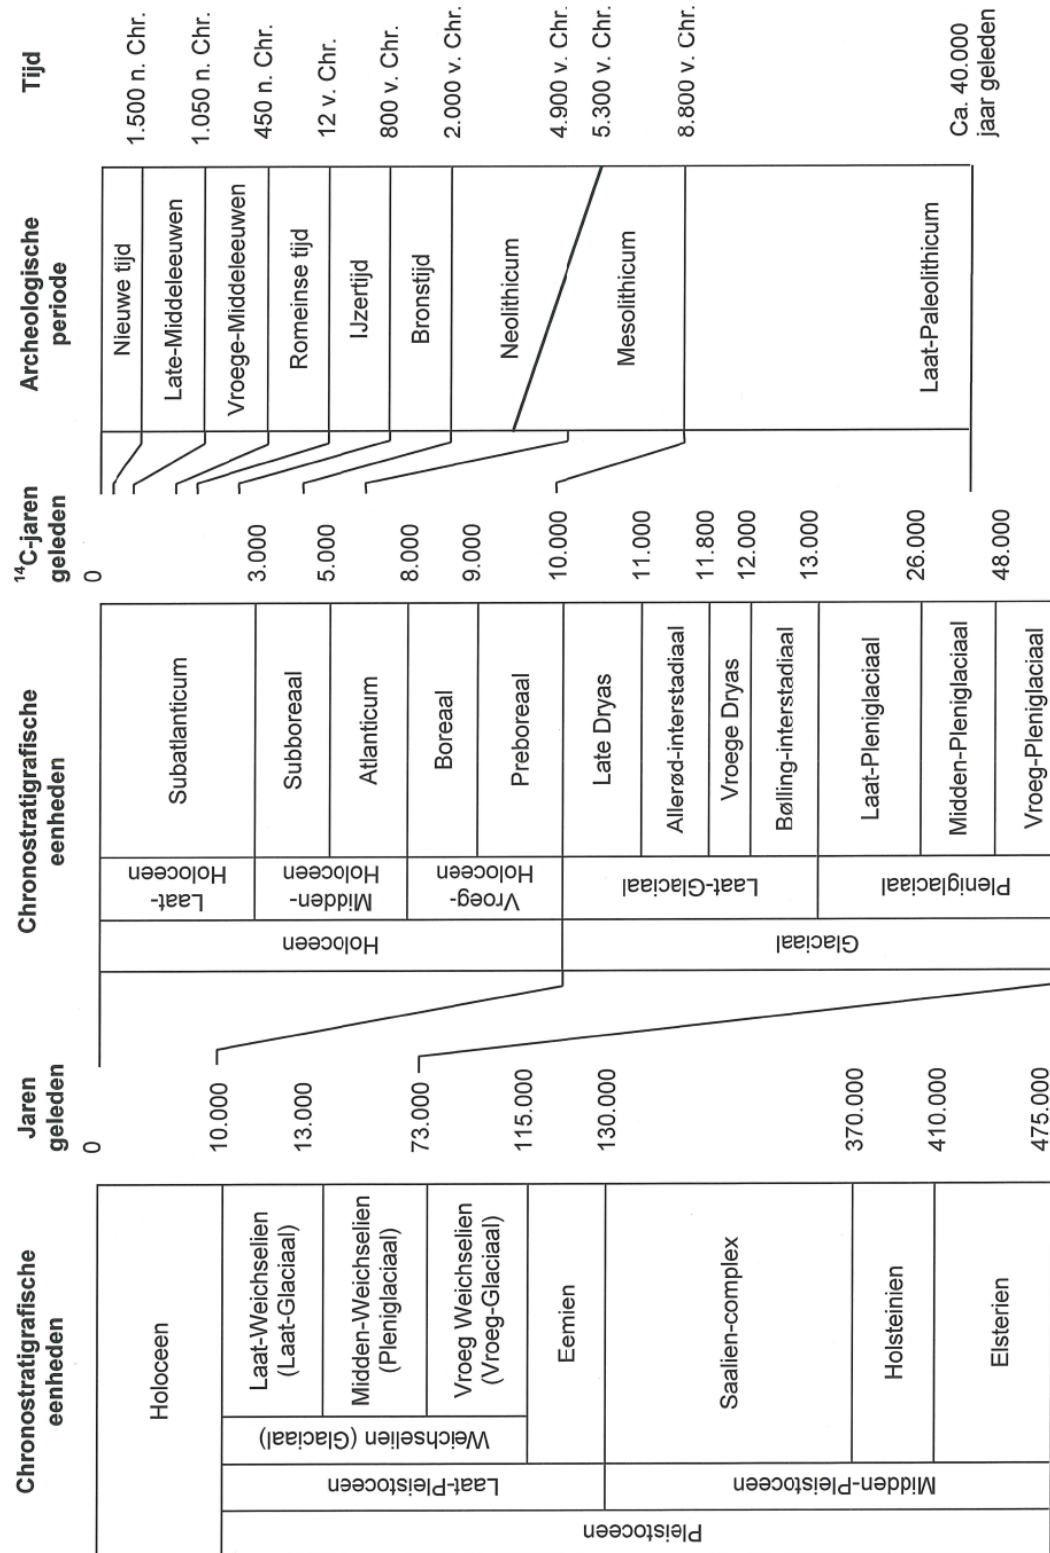 Chronostratigrafische
eenheden
Holoceen
Laat-Weichselien
(Laat-Glaciaal)
Midden-Weichselien
(Pleniglaciaal)
Vroeg Weichselien
(Vroeg-Glaciaal)
Eemien
Saalien-complex
Holsteinien
Elsterien
Weichselien (Glaciaal)
Laat-Pleistoceen
Midden-Pleistoceen
Pleistoceen
Jaren
geleden
0
10.000
13.000
73.000
115.000
130.000
370.000
410.000
475.000
Chronostratigrafische
eenheden
Holoceen
Glaciaal
Laat-
Holoceen
Midden-
Holoceen
Vroeg-
Holoceen
Laat-Glaciaal
Pleniglaciaal
Subatlanticum
Subboreaal
Atlanticum
Boreaal
Preboreaal
Late Dryas
Allerød-interstadiaal
Vroege Dryas
Bølling-interstadiaal
Laat-Pleniglaciaal
Midden-Pleniglaciaal
Vroeg-Pleniglaciaal
¹⁴C-jaren
geleden
0
3.000
5.000
8.000
9.000
10.000
11.000
11.800
12.000
13.000
26.000
48.000
Archeologische
periode
Nieuwe tijd
Late-Middeleeuwen
Vroege-Middeleeuwen
Romeinse tijd
IJzertijd
Bronstijd
Neolithicum
Mesolithicum
Laat-Paleolithicum
Tijd
1.500 n. Chr.
1.050 n. Chr.
450 n. Chr.
12 v. Chr.
800 v. Chr.
2.000 v. Chr.
4.900 v. Chr.
5.300 v. Chr.
8.800 v. Chr.
Ca. 40.000
jaar geleden